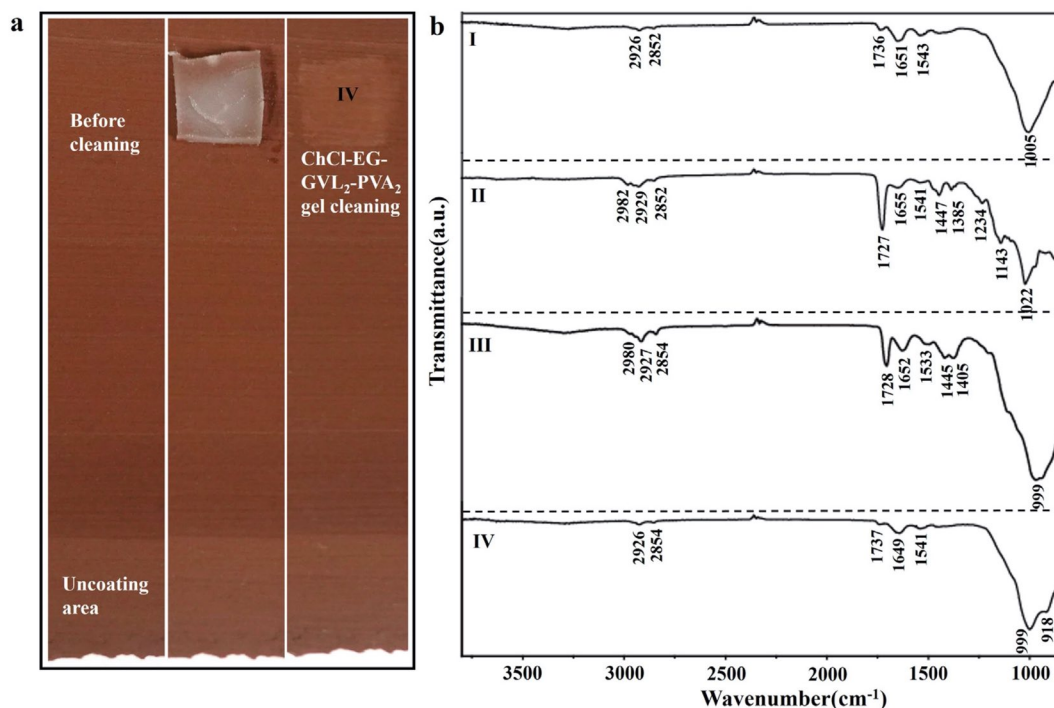 a
Before
cleaning
IV
ChCl-EG-
GVL₂-PVA₂
gel cleaning
Uncoating
area
b
Transmittance(a.u.)
I
2926
2852
1736
1651
1543
1005
II
2982
2929
2852
1727
1655
1541
1447
1385
1234
1143
1022
III
2980
2927
2854
1728
1652
1533
1445
1405
999
IV
2926
2854
1737
1649
1541
999
918
3500 3000 2500 2000 1500 1000
Wavenumber(cm⁻¹)